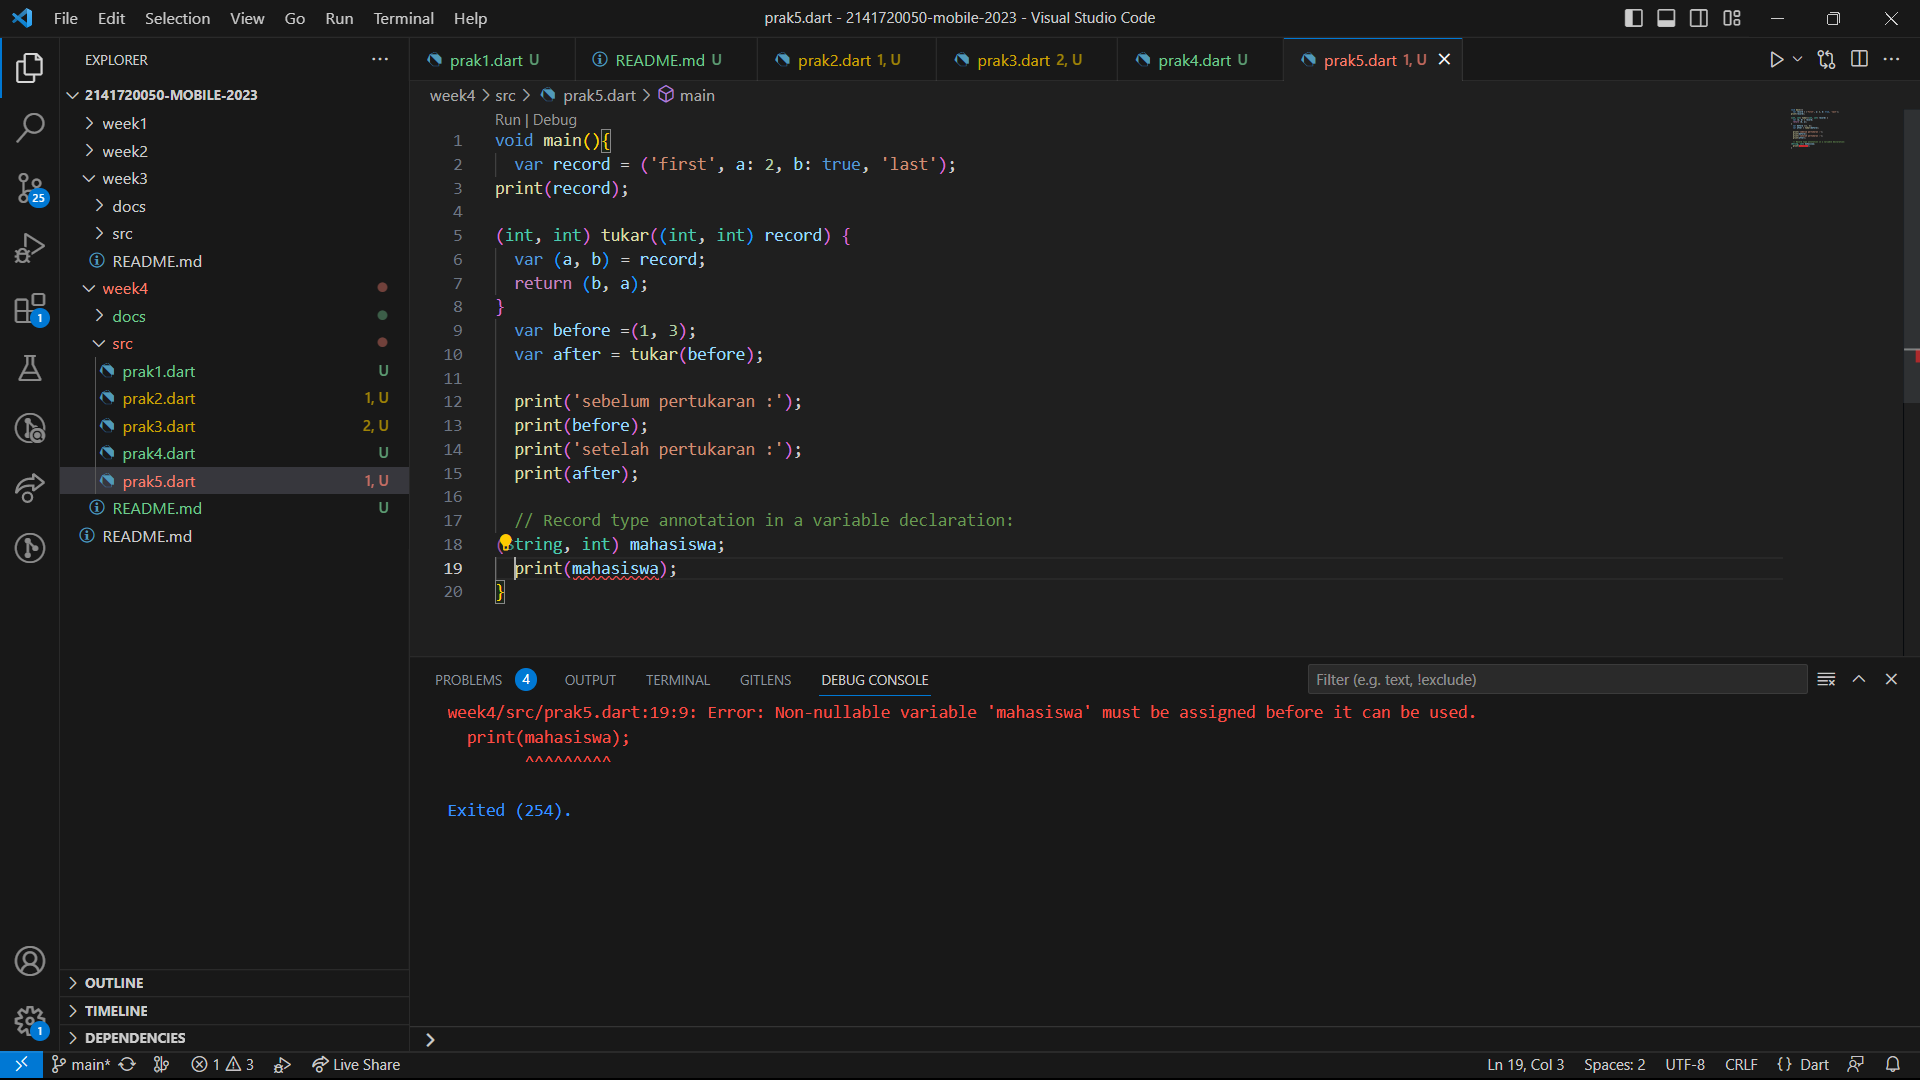 File Edit Selection View Go Run Terminal Help
prak5.dart - 2141720050-mobile-2023 - Visual Studio Code
EXPLORER
2141720050-MOBILE-2023
week1
week2
week3
docs
src
README.md
week4
docs
src
prak1.dart U
prak2.dart 1, U
prak3.dart 2, U
prak4.dart U
prak5.dart 1, U
README.md U
README.md
OUTLINE
TIMELINE
DEPENDENCIES
25
1
1
prak1.dart U README.md U prak2.dart 1, U prak3.dart 2, U prak4.dart U prak5.dart 1, U
week4 > src > prak5.dart > main
Run | Debug
1 void main(){
2 var record = ('first', a: 2, b: true, 'last');
3 print(record);
4
5 (int, int) tukar((int, int) record) {
6 var (a, b) = record;
7 return (b, a);
8 }
9 var before =(1, 3);
10 var after = tukar(before);
11
12 print('sebelum pertukaran :');
13 print(before);
14 print('setelah pertukaran :');
15 print(after);
16
17 // Record type annotation in a variable declaration:
18 (tring, int) mahasiswa;
19 print(mahasiswa);
20 }
PROBLEMS 4 OUTPUT TERMINAL GITLENS DEBUG CONSOLE
Filter (e.g. text, !exclude)
week4/src/prak5.dart:19:9: Error: Non-nullable variable 'mahasiswa' must be assigned before it can be used.
print(mahasiswa);
^^^^^^^^^
Exited (254).
main* 1 3 Live Share
Ln 19, Col 3 Spaces: 2 UTF-8 CRLF {} Dart